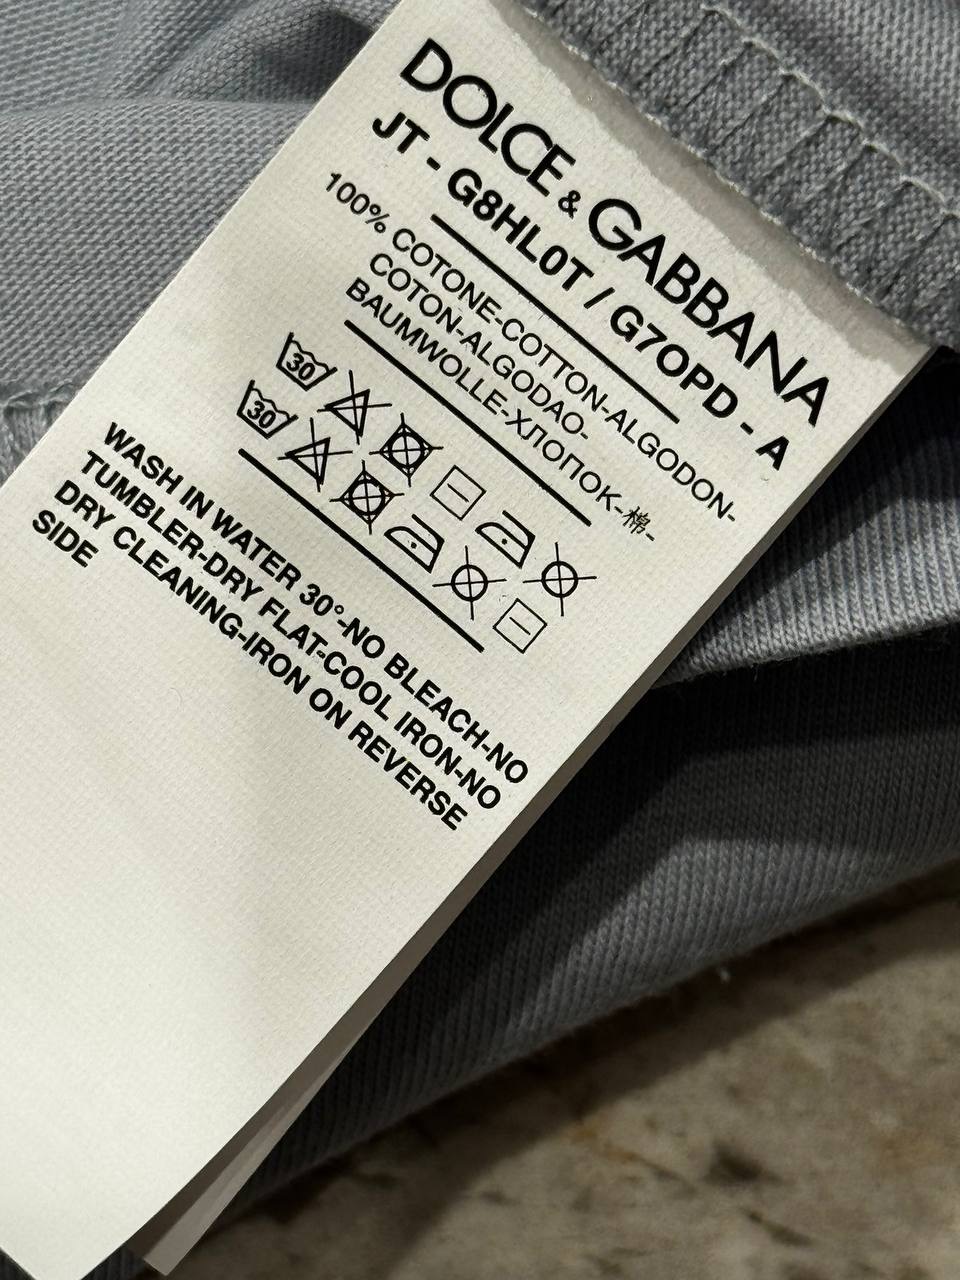 DOLCE & GABBANA
JT - G8HL0T / G7OPD - A
100% COTONE-COTTON-ALGODON-
COTON-ALGODAO-
BAUMWOLLE-ХЛОПОК-棉-
30
30
WASH IN WATER 30°-NO BLEACH-NO
TUMBLER-DRY FLAT-COOL IRON-NO
DRY CLEANING-IRON ON REVERSE
SIDE